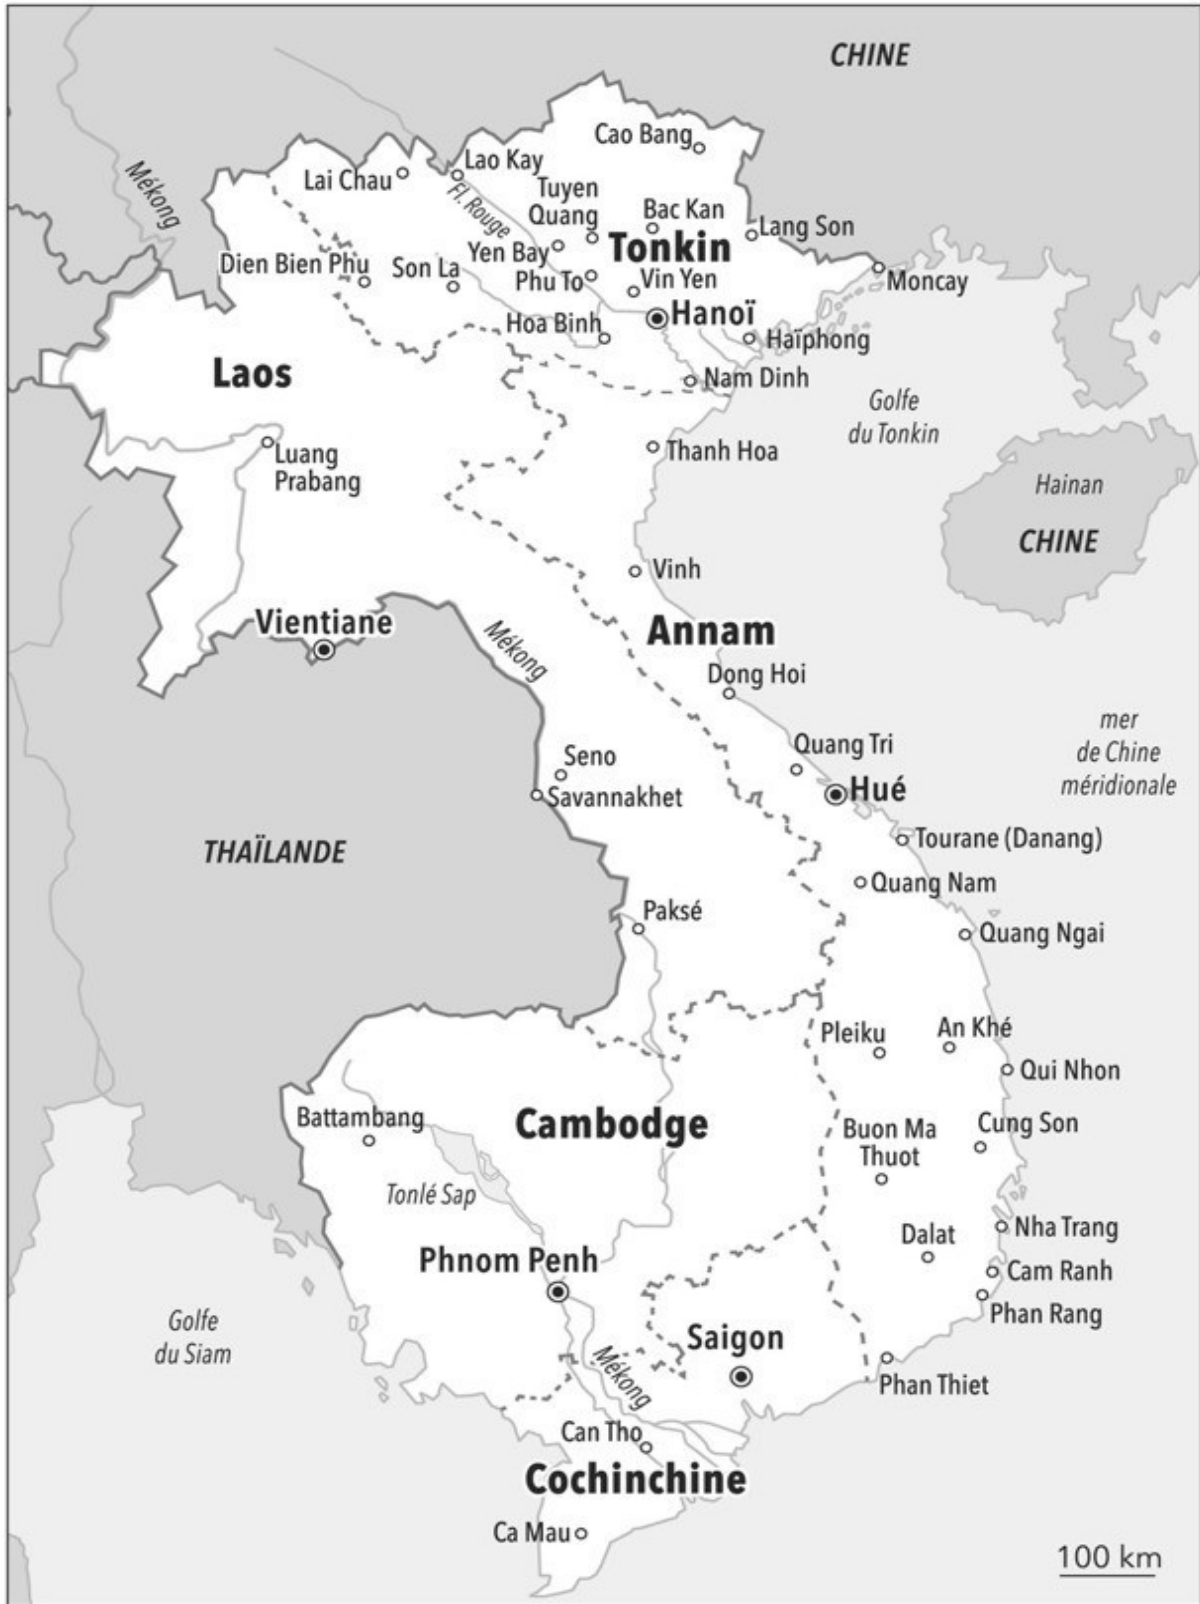 CHINE
Cao Bang
Mékong
Lai Chau
Lao Kay
Fl. Rouge
Tuyen
Quang
Bac Kan
Lang Son
Yen Bay
Tonkin
Dien Bien Phu
Son La
Phu To
Vin Yen
Moncay
Hoa Binh
Hanoï
Haïphong
Laos
Nam Dinh
Golfe
du Tonkin
Luang
Prabang
Thanh Hoa
Hainan
CHINE
Vinh
Vientiane
Mékong
Annam
Dong Hoi
mer
de Chine
méridionale
Quang Tri
Seno
Savannakhet
Hué
THAÏLANDE
Tourane (Danang)
Quang Nam
Paksé
Quang Ngai
Pleiku
An Khé
Qui Nhon
Battambang
Cambodge
Buon Ma
Thuot
Cung Son
Tonlé Sap
Nha Trang
Dalat
Phnom Penh
Cam Ranh
Phan Rang
Golfe
du Siam
Saigon
Mékong
Phan Thiet
Can Tho
Cochinchine
Ca Mau
100 km